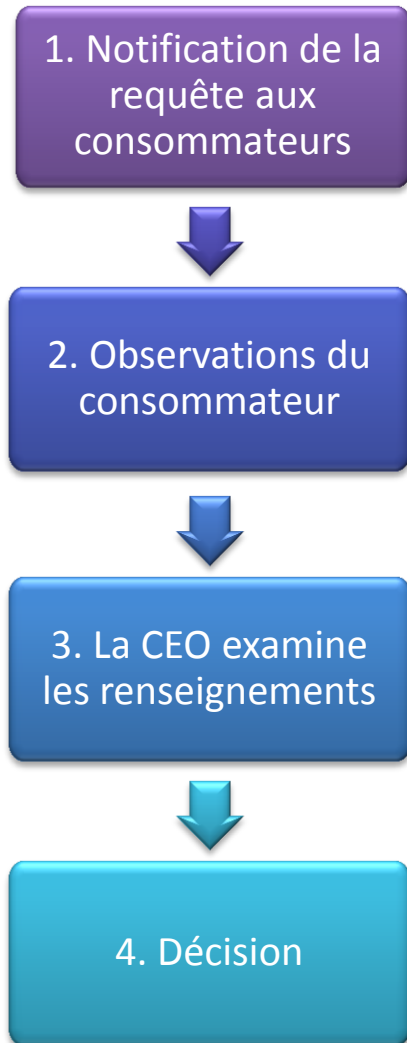 1. Notification de la
requête aux
consommateurs
2. Observations du
consommateur
3. La CEO examine
les renseignements
4. Décision